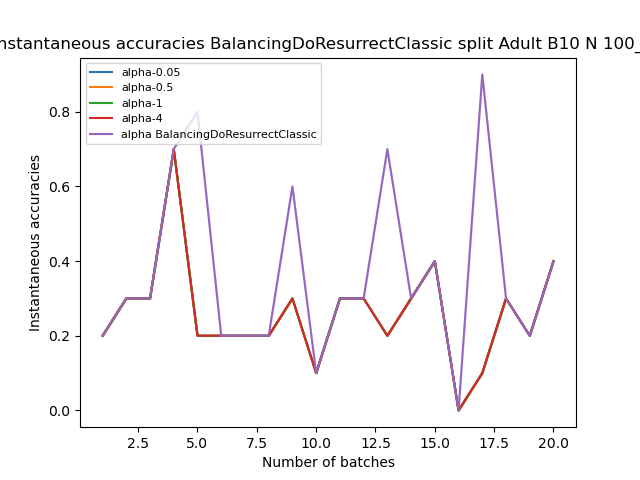 nstantaneous accuracies BalancingDoResurrectClassic split Adult B10 N 100_
alpha-0.05
alpha-0.5
alpha-1
alpha-4
alpha BalancingDoResurrectClassic
Instantaneous accuracies
0.8
0.6
0.4
0.2
0.0
2.5 5.0 7.5 10.0 12.5 15.0 17.5 20.0
Number of batches